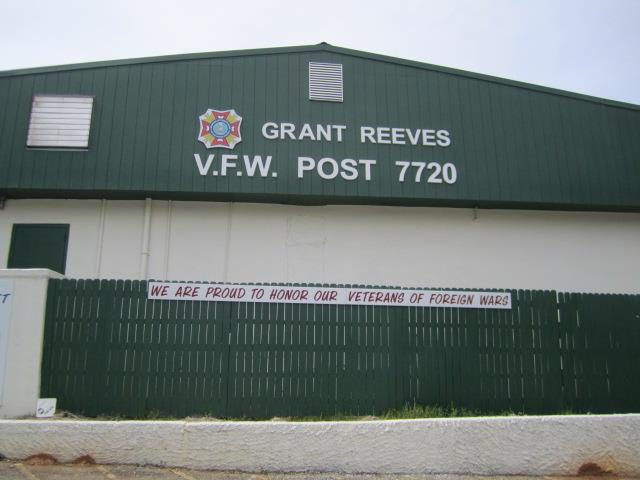 GRANT REEVES
V.F.W. POST 7720
WE ARE PROUD TO HONOR OUR VETERANS OF FOREIGN WARS